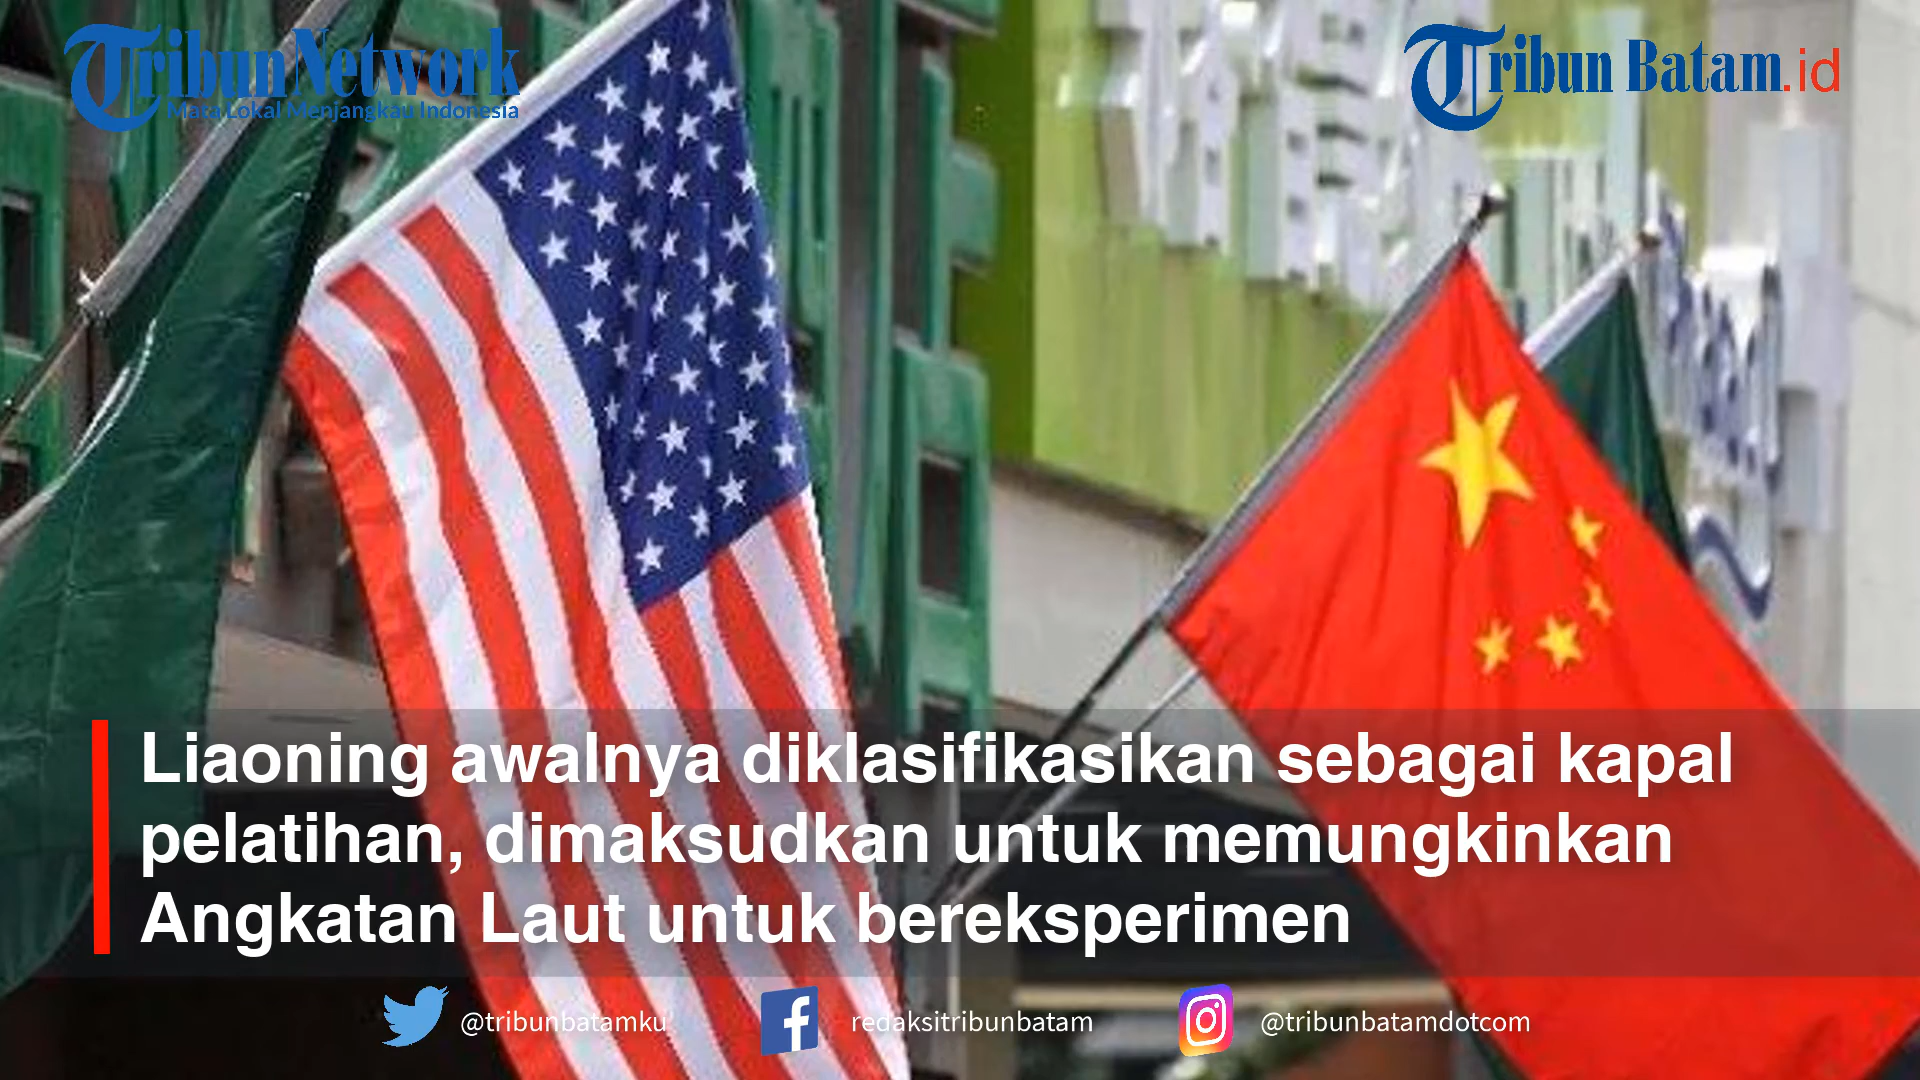 TribunNetwork
Mata Lokal Menjangkau Indonesia
Tribun Batam.id
Liaoning awalnya diklasifikasikan sebagai kapal
pelatihan, dimaksudkan untuk memungkinkan
Angkatan Laut untuk bereksperimen
@tribunbatamku
redaksitribunbatam
@tribunbatamdotcom